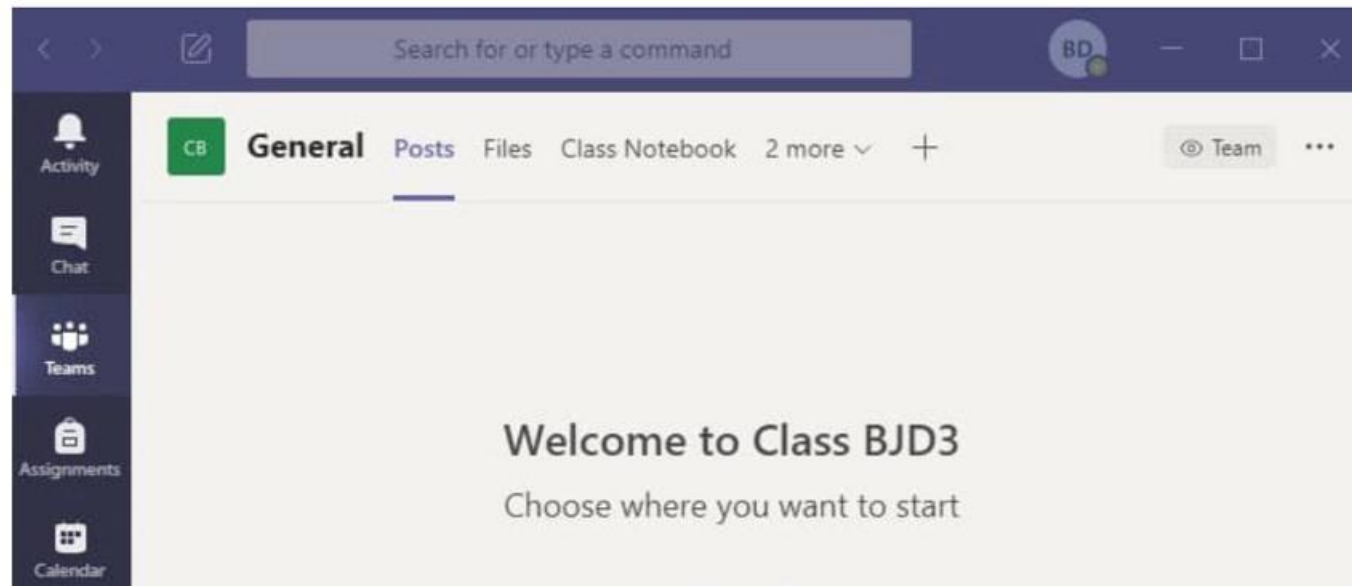 Search for or type a command
BD
Activity
CB
General Posts Files Class Notebook 2 more
Team
Chat
Teams
Assignments
Calendar
Welcome to Class BJD3
Choose where you want to start